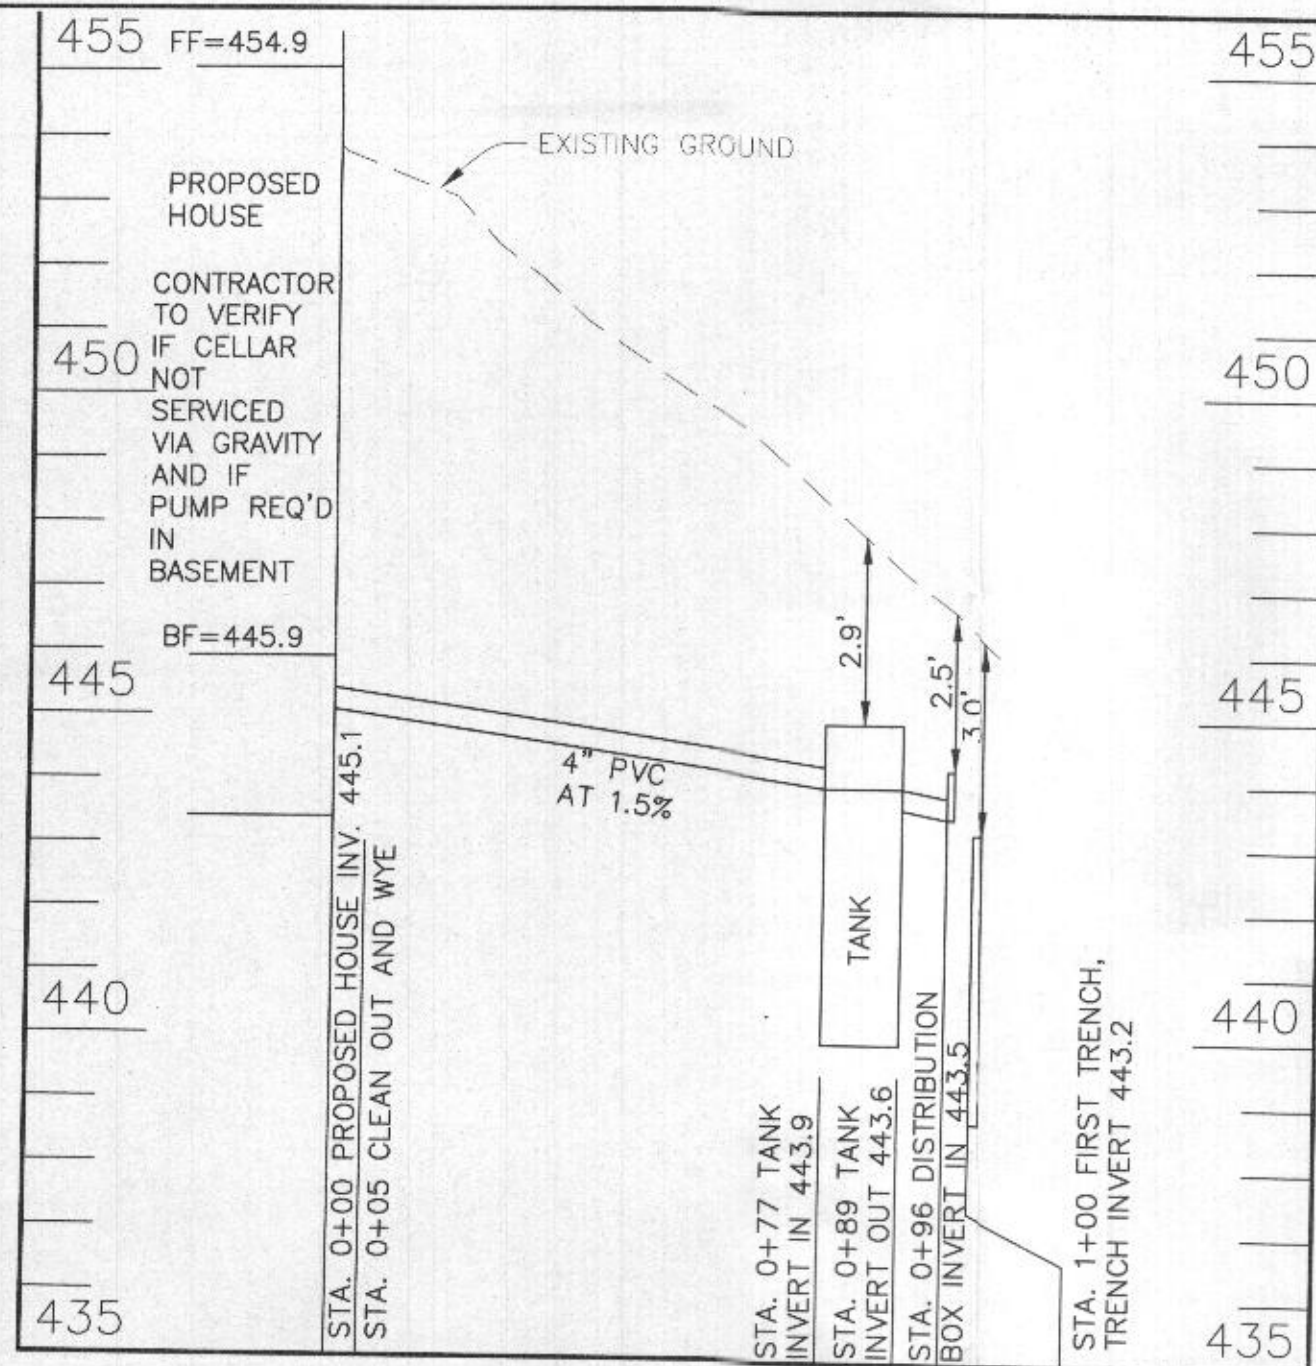 455
FF=454.9
455
EXISTING GROUND
PROPOSED
HOUSE
CONTRACTOR
TO VERIFY
IF CELLAR
NOT
SERVICED
VIA GRAVITY
AND IF
PUMP REQ'D
IN
BASEMENT
450
450
BF=445.9
445
445
2.9'
2.5'
3.0'
4" PVC
AT 1.5%
TANK
440
440
STA. 0+00 PROPOSED HOUSE INV. 445.1
STA. 0+05 CLEAN OUT AND WYE
STA. 0+77 TANK
INVERT IN 443.9
STA. 0+89 TANK
INVERT OUT 443.6
STA. 0+96 DISTRIBUTION
BOX INVERT IN 443.5
STA. 1+00 FIRST TRENCH,
TRENCH INVERT 443.2
435
435